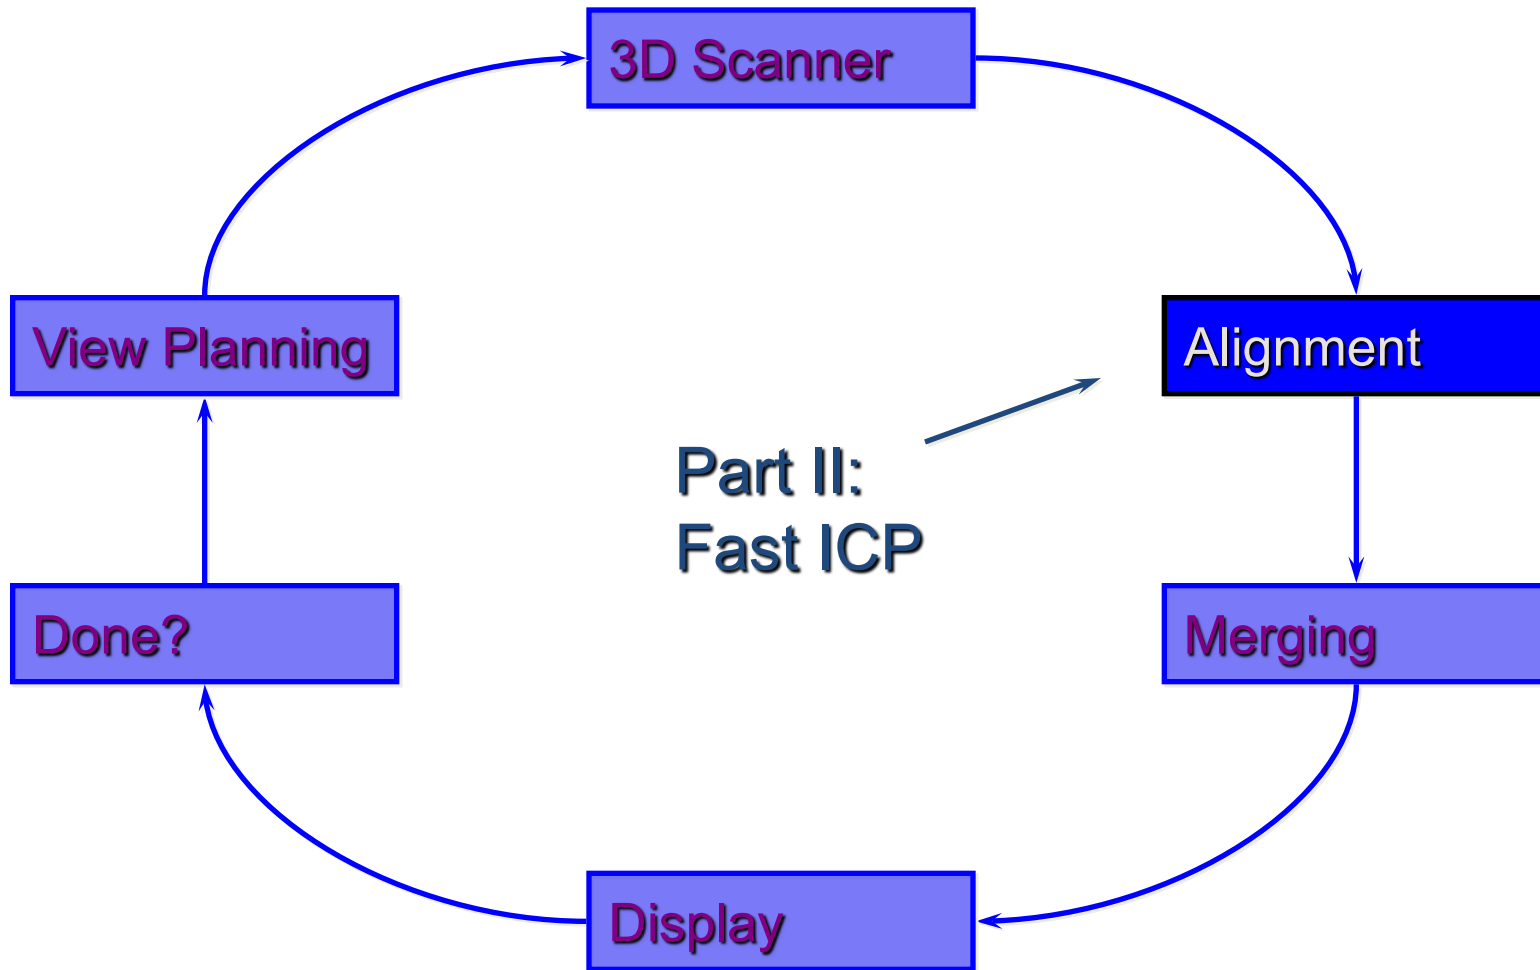 3D Scanner
View Planning
Alignment
Part II:
Fast ICP
Done?
Merging
Display